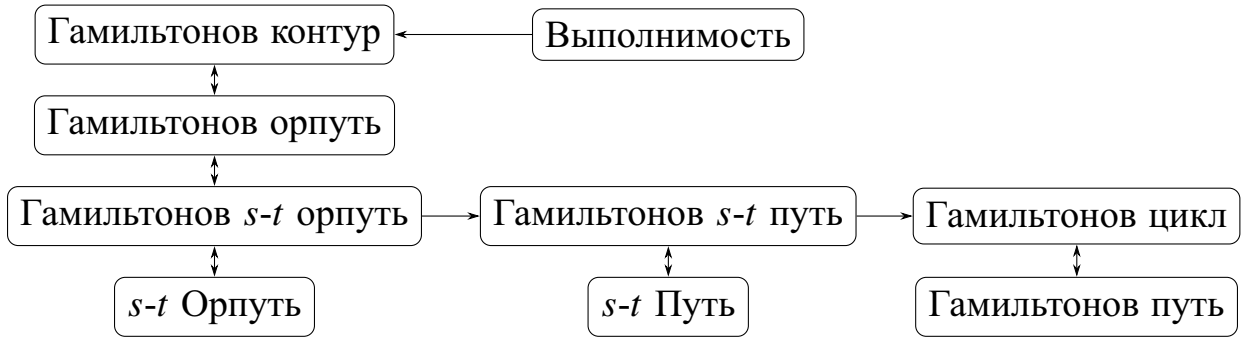 Гамильтонов контур
Выполнимость
Гамильтонов орпуть
Гамильтонов s-t орпуть
Гамильтонов s-t путь
Гамильтонов цикл
s-t Орпуть
s-t Путь
Гамильтонов путь